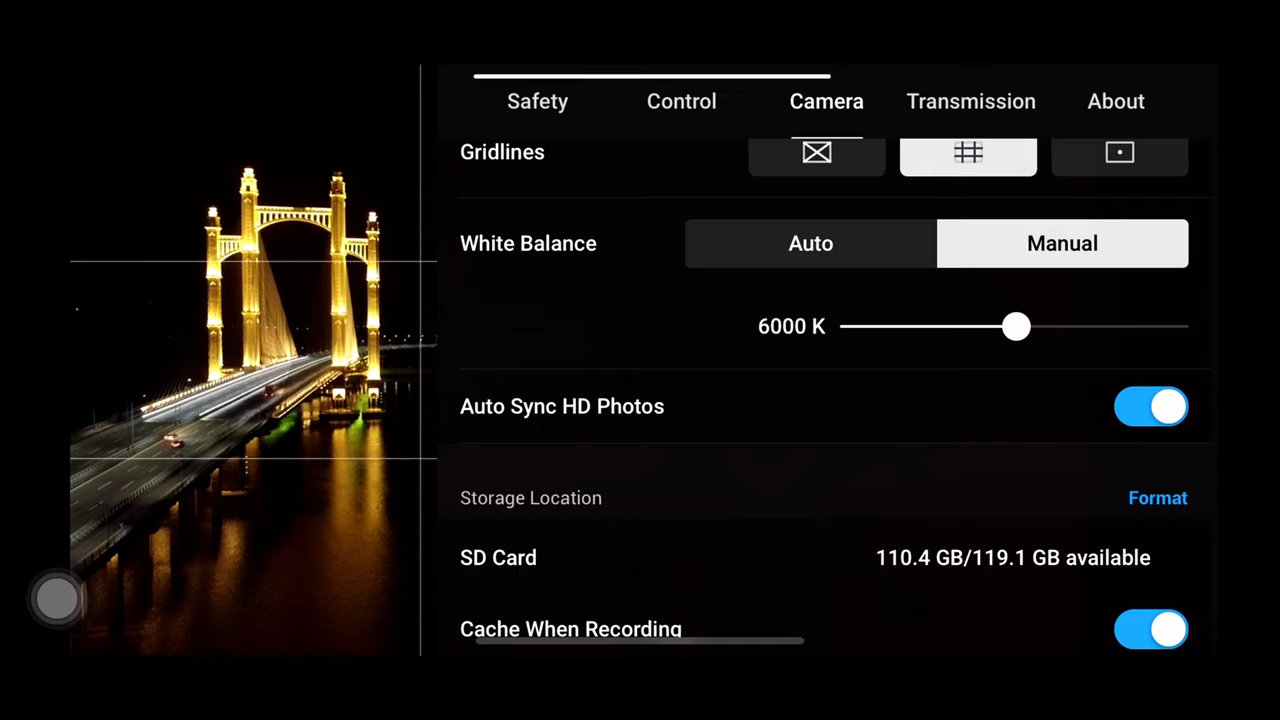 Safety Control Camera Transmission About
Gridlines
White Balance Auto Manual
6000 K
Auto Sync HD Photos
Storage Location Format
SD Card 110.4 GB/119.1 GB available
Cache When Recording